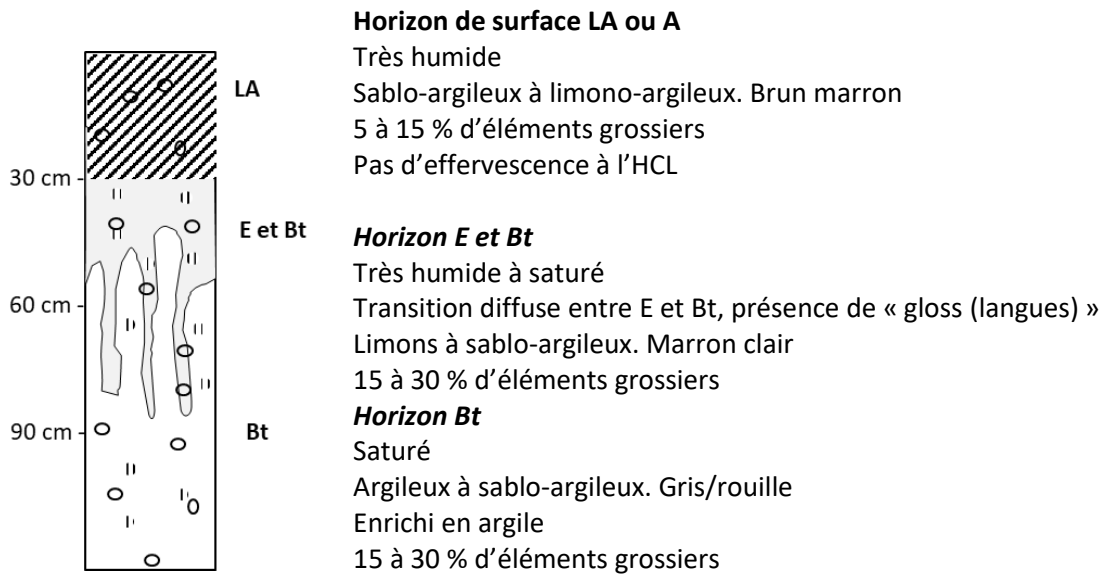 Horizon de surface LA ou A
Très humide
LA
Sablo-argileux à limono-argileux. Brun marron
5 à 15 % d’éléments grossiers
Pas d’effervescence à l’HCL
30 cm
E et Bt
Horizon E et Bt
Très humide à saturé
60 cm
Transition diffuse entre E et Bt, présence de « gloss (langues) »
Limons à sablo-argileux. Marron clair
15 à 30 % d’éléments grossiers
Horizon Bt
90 cm
Bt
Saturé
Argileux à sablo-argileux. Gris/rouille
Enrichi en argile
15 à 30 % d’éléments grossiers